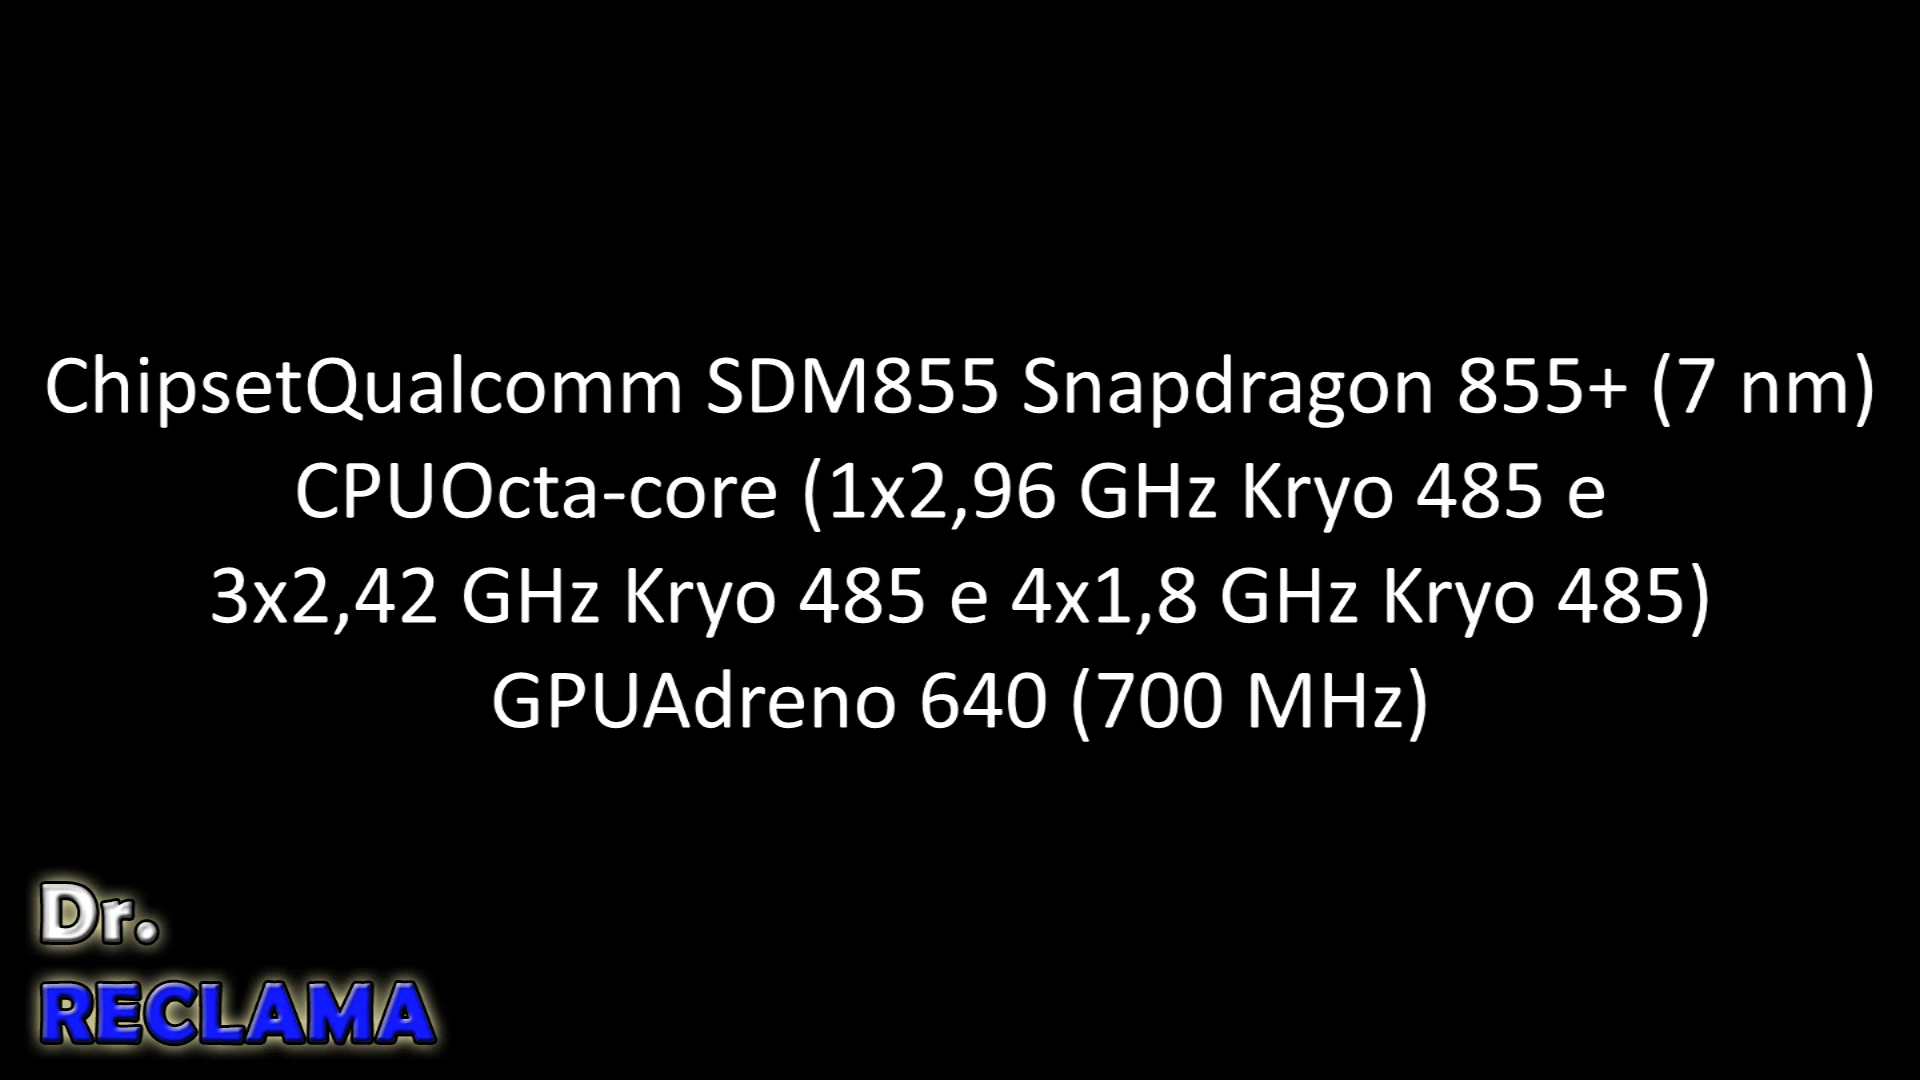 ChipsetQualcomm SDM855 Snapdragon 855+ (7 nm)
CPUOcta-core (1x2,96 GHz Kryo 485 e
3x2,42 GHz Kryo 485 e 4x1,8 GHz Kryo 485)
GPUAdreno 640 (700 MHz)
Dr.
RECLAMA